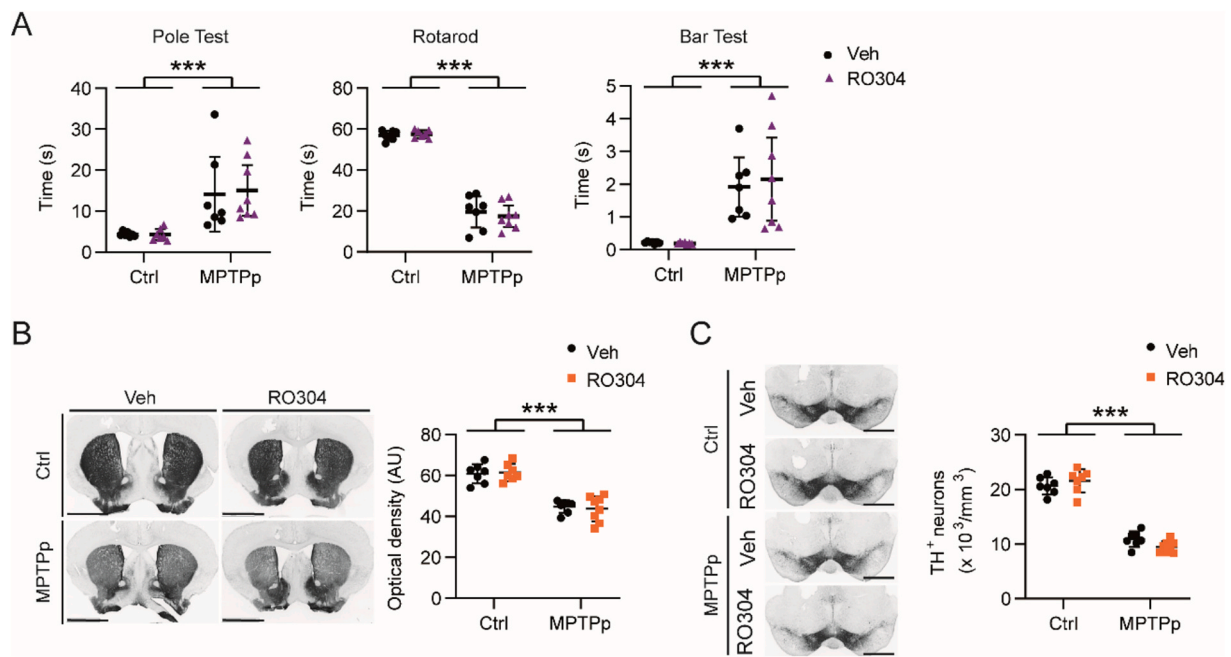 A
Pole Test
Rotarod
Bar Test
Veh
RO304
***
***
***
Time (s)
40
30
20
10
0
Ctrl
MPTPp
Time (s)
80
60
40
20
0
Ctrl
MPTPp
Time (s)
5
4
3
2
1
0
Ctrl
MPTPp
B
Veh
RO304
Veh
RO304
Ctrl
MPTPp
***
Optical density (AU)
80
60
40
20
0
Ctrl
MPTPp
C
Veh
RO304
Ctrl
Veh
RO304
MPTPp
Veh
RO304
***
TH+ neurons
(x 10³/mm ³)
30
20
10
0
Ctrl
MPTPp